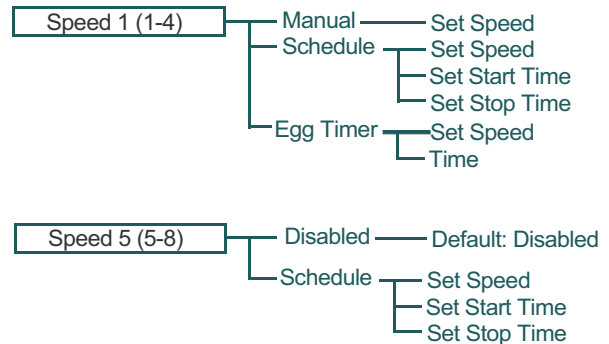 Speed 1 (1-4)
Manual
Set Speed
Schedule
Set Speed
Set Start Time
Set Stop Time
Egg Timer
Set Speed
Time
Speed 5 (5-8)
Disabled
Default: Disabled
Schedule
Set Speed
Set Start Time
Set Stop Time